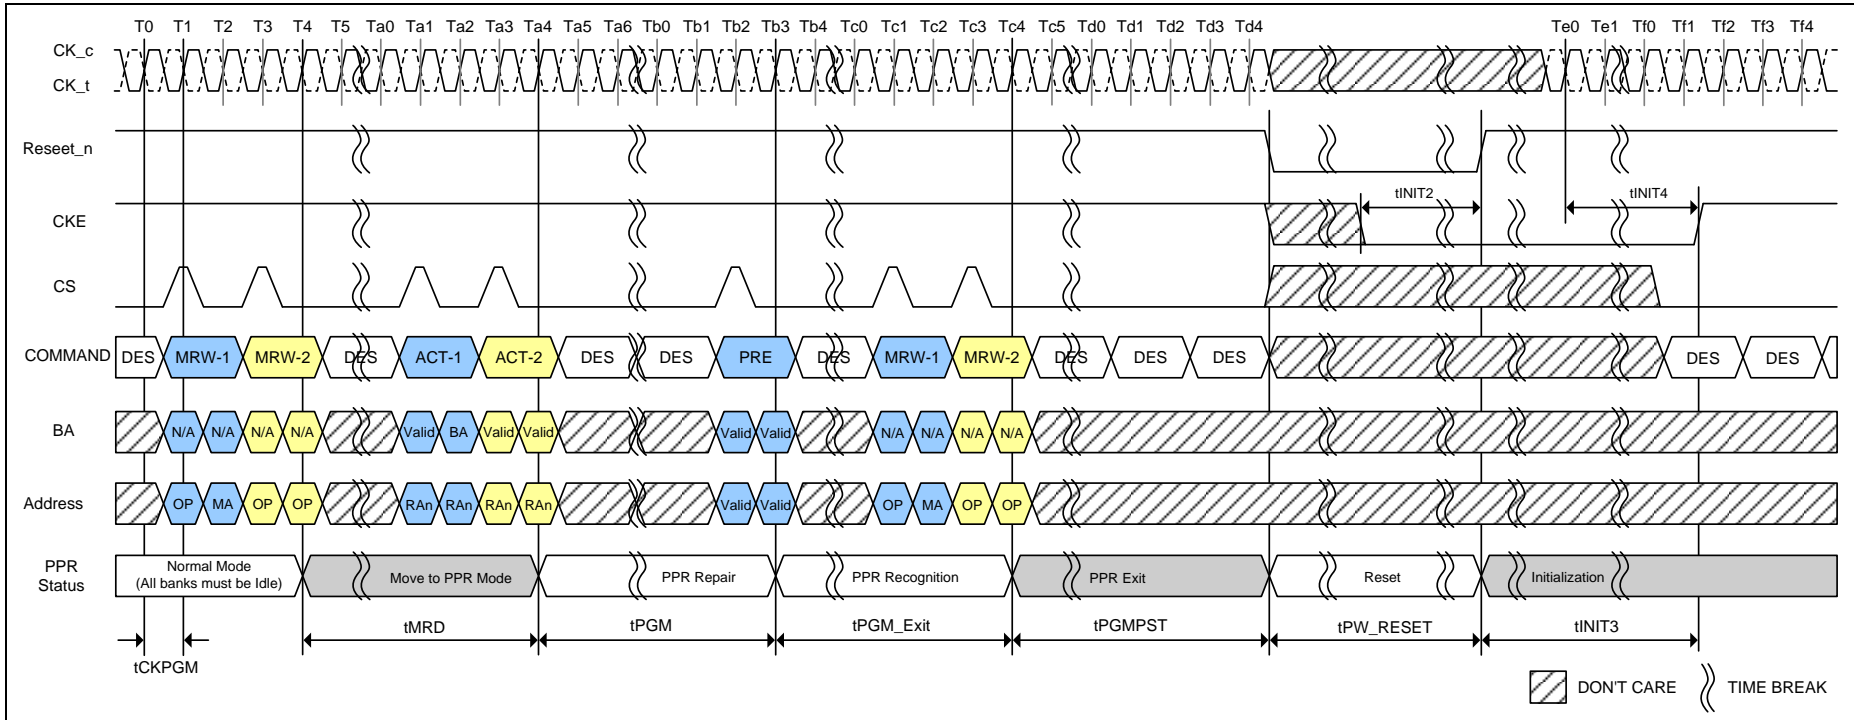 T0 T1 T2 T3 T4 T5 Ta0 Ta1 Ta2 Ta3 Ta4 Ta5 Ta6 Tb0 Tb1 Tb2 Tb3 Tb4 Tc0 Tc1 Tc2 Tc3 Tc4 Tc5 Td0 Td1 Td2 Td3 Td4 Te0 Te1 Tf0 Tf1 Tf2 Tf3 Tf4
CK_c
CK_t
Reseet_n
CKE tINIT2 tINIT4
CS
COMMAND DES MRW-1 MRW-2 DES ACT-1 ACT-2 DES DES PRE DES MRW-1 MRW-2 DES DES DES DES DES
BA N/A N/A N/A N/A Valid BA Valid Valid Valid Valid N/A N/A N/A N/A
Address OP MA OP OP RAn RAn RAn RAn Valid Valid OP MA OP OP
PPR Status Normal Mode (All banks must be Idle) Move to PPR Mode PPR Repair PPR Recognition PPR Exit Reset Initialization
tCKPGM tMRD tPGM tPGM_Exit tPGMPST tPW_RESET tINIT3
DON'T CARE TIME BREAK